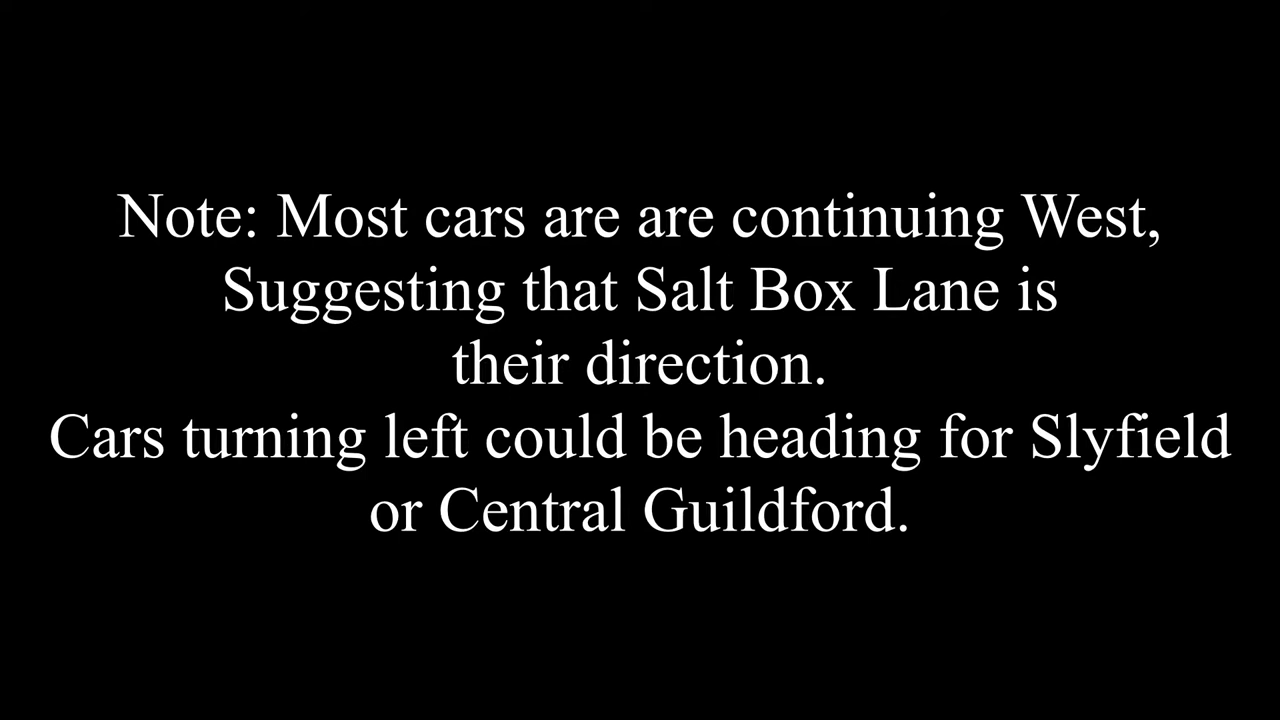 Note: Most cars are are continuing West,
Suggesting that Salt Box Lane is
their direction.
Cars turning left could be heading for Slyfield
or Central Guildford.